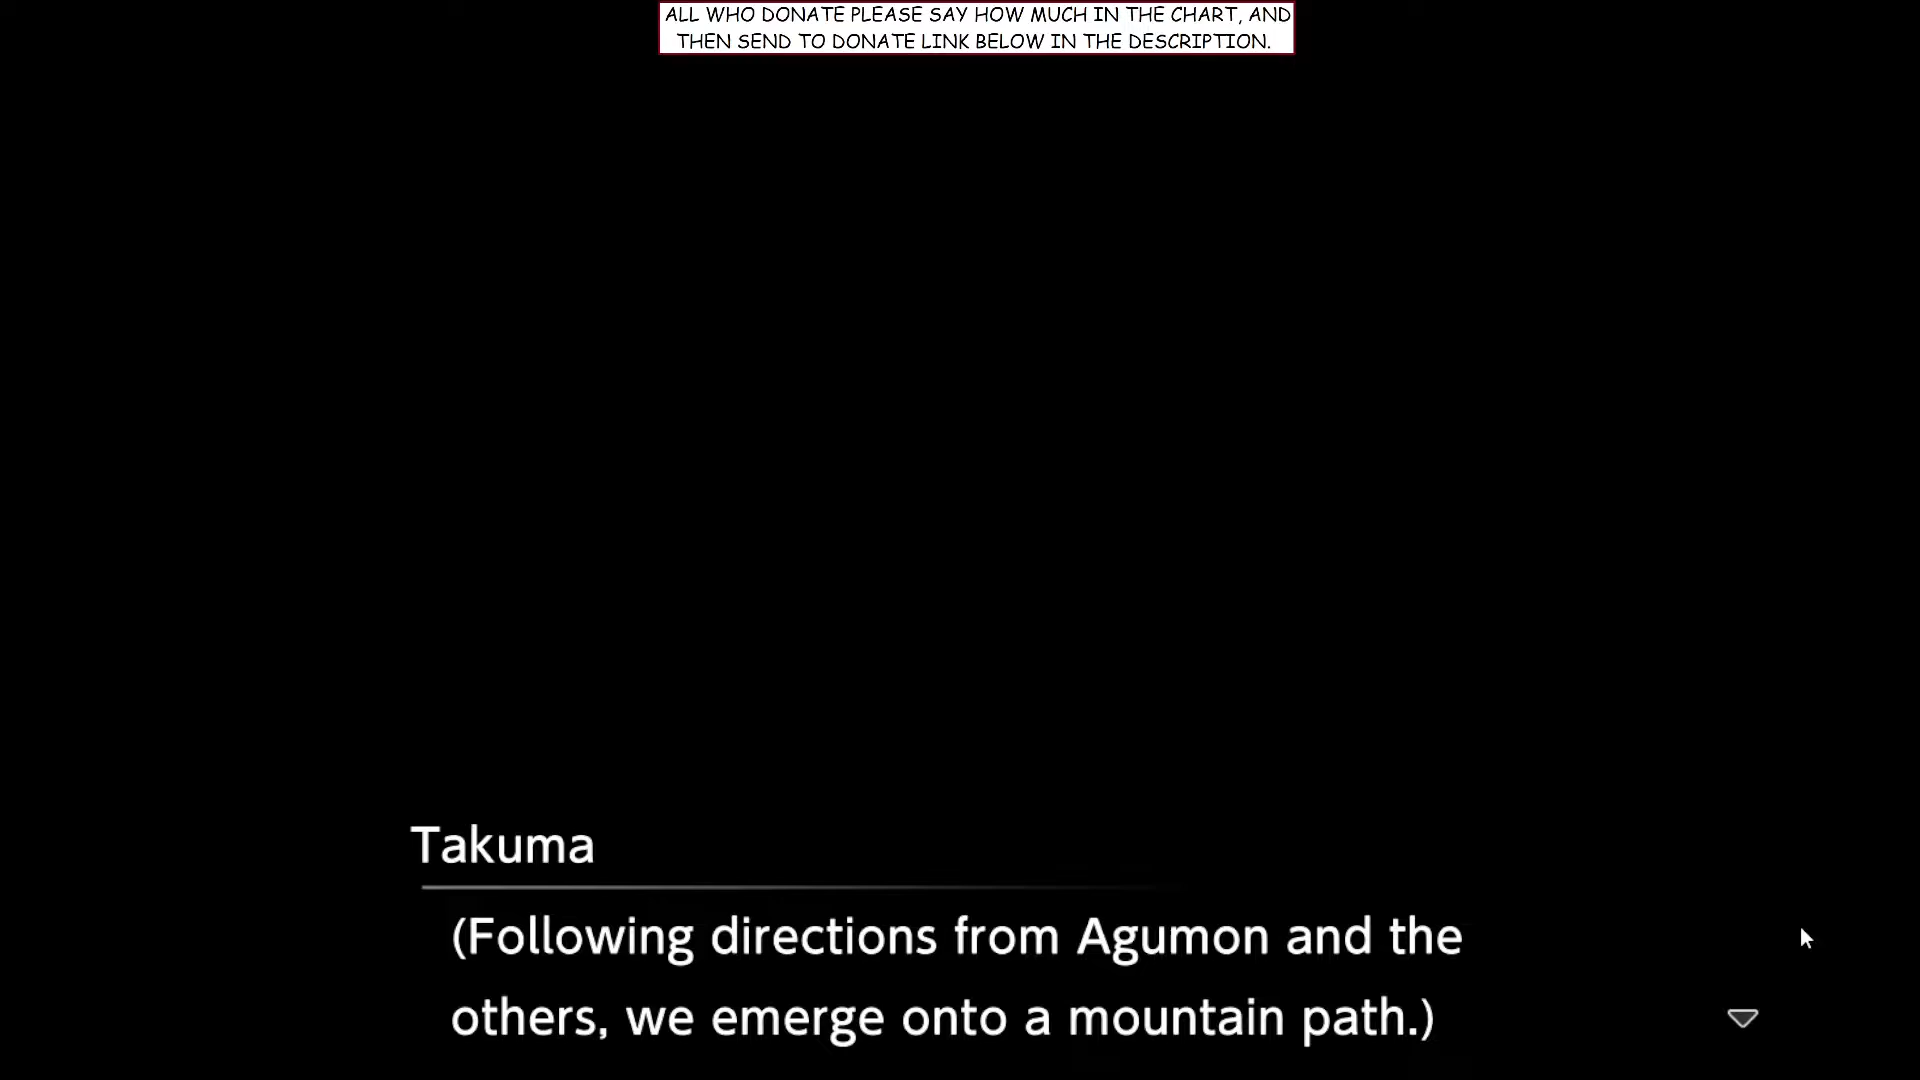 ALL WHO DONATE PLEASE SAY HOW MUCH IN THE CHART, AND
THEN SEND TO DONATE LINK BELOW IN THE DESCRIPTION.
Takuma
(Following directions from Agumon and the
others, we emerge onto a mountain path.)